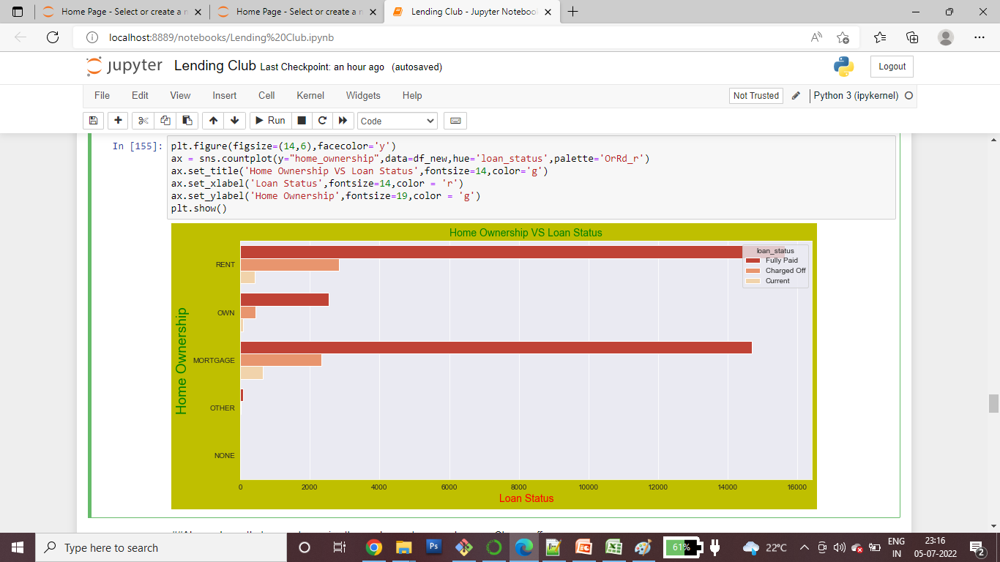 Home Page - Select or create a n
Home Page - Select or create a n
Lending Club - Jupyter Notebook
localhost:8889/notebooks/Lending%20Club.ipynb
jupyter Lending Club Last Checkpoint: an hour ago (autosaved)
Logout
File Edit View Insert Cell Kernel Widgets Help
Not Trusted
Python 3 (ipykernel)
Run
Code
In [155]:
plt.figure(figsize=(14,6),facecolor='y')
ax = sns.countplot(y="home_ownership",data=df_new,hue='loan_status',palette='OrRd_r')
ax.set_title('Home Ownership VS Loan Status',fontsize=14,color='g')
ax.set_xlabel('Loan Status',fontsize=14,color = 'r')
ax.set_ylabel('Home Ownership',fontsize=19,color = 'g')
plt.show()
Home Ownership VS Loan Status
loan_status
Fully Paid
Charged Off
Current
Home Ownership
RENT
OWN
MORTGAGE
OTHER
NONE
0 2000 4000 6000 8000 10000 12000 14000 16000
Loan Status
Type here to search
Ps
61%
22°C
ENG
IN
23:16
05-07-2022
2